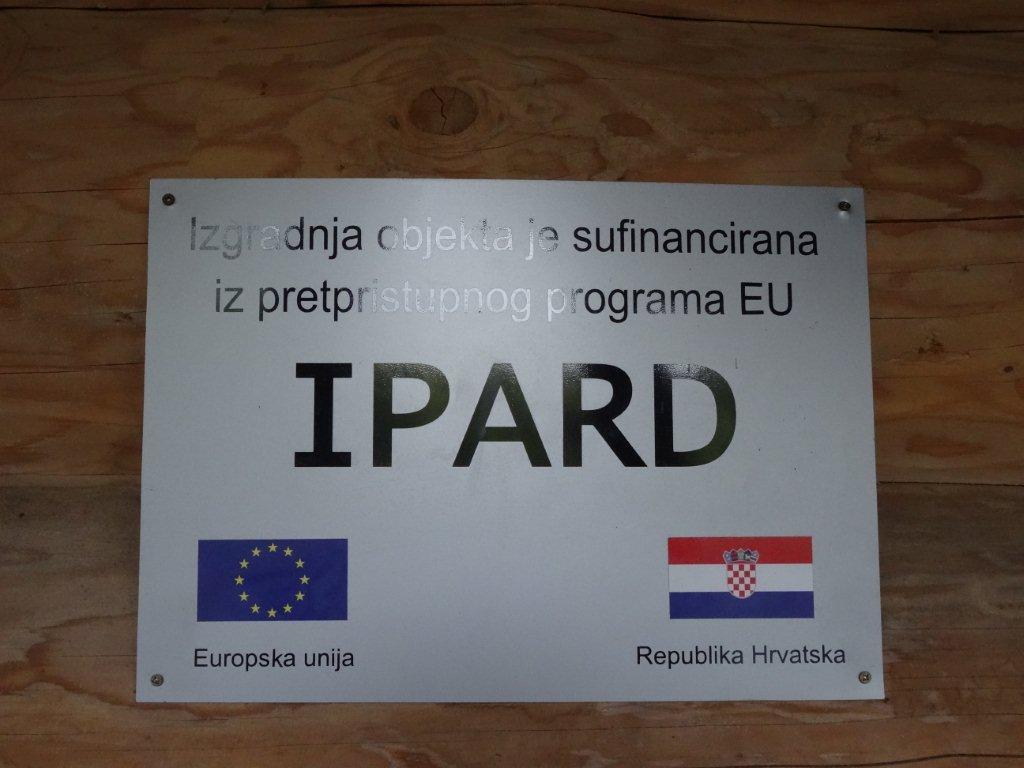 Izgradnja objekta je sufinancirana
iz pretpristupnog programa EU
IPARD
Europska unija
Republika Hrvatska